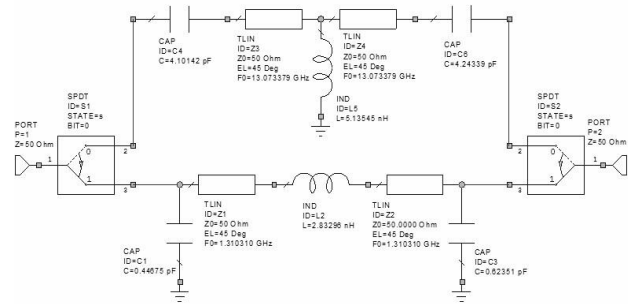 CAP
ID=C4
C=4.10142 pF
TLIN
ID=Z3
Z0=50 Ohm
EL=45 Deg
F0=13.073379 GHz
TLIN
ID=Z4
Z0=50 Ohm
EL=45 Deg
F0=13.073379 GHz
CAP
ID=C6
C=4.24339 pF
IND
ID=L5
L=5.13545 nH
SPDT
ID=S1
STATE=s
BIT=0
PORT
P=1
Z=50 Ohm
1
0
1
2
3
SPDT
ID=S2
STATE=s
BIT=0
PORT
P=2
Z=50 Ohm
2
3
0
1
1
TLIN
ID=Z1
Z0=50 Ohm
EL=45 Deg
F0=1.310310 GHz
IND
ID=L2
L=2.83296 nH
TLIN
ID=Z2
Z0=50.0000 Ohm
EL=45 Deg
F0=1.310310 GHz
CAP
ID=C1
C=0.44675 pF
CAP
ID=C3
C=0.62351 pF